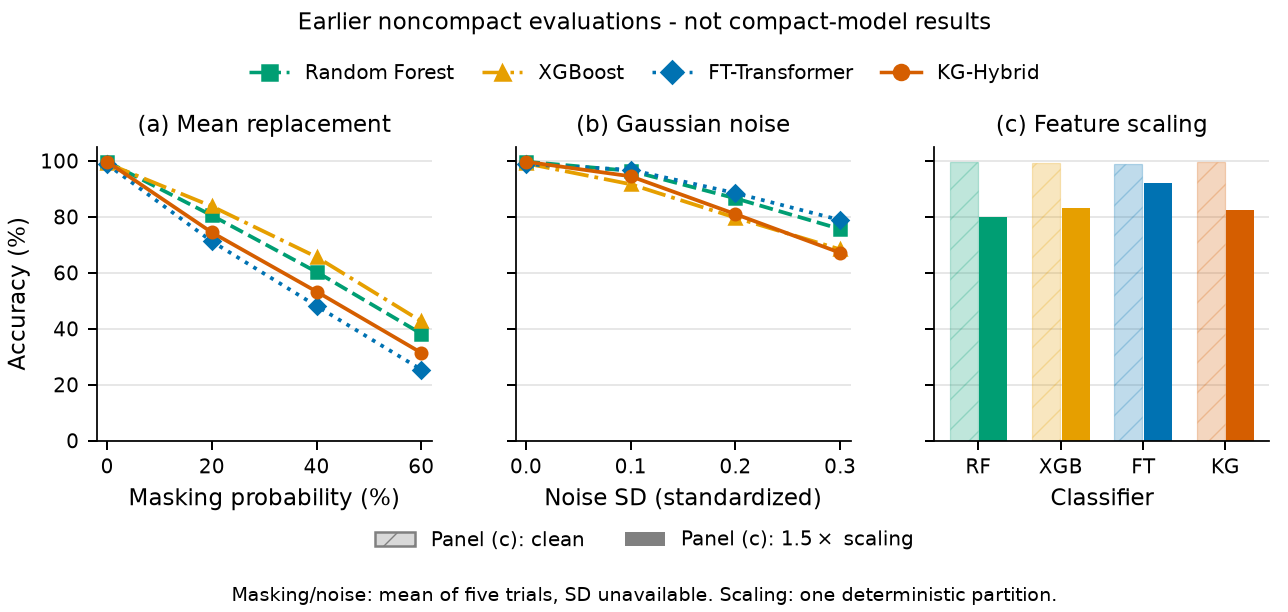 Earlier noncompact evaluations - not compact-model results
Random Forest XGBoost FT-Transformer KG-Hybrid
(a) Mean replacement
Accuracy (%)
100
80
60
40
20
0
0 20 40 60
Masking probability (%)
(b) Gaussian noise
0.0 0.1 0.2 0.3
Noise SD (standardized)
(c) Feature scaling
RF XGB FT KG
Classifier
Panel (c): clean Panel (c): 1.5× scaling
Masking/noise: mean of five trials, SD unavailable. Scaling: one deterministic partition.